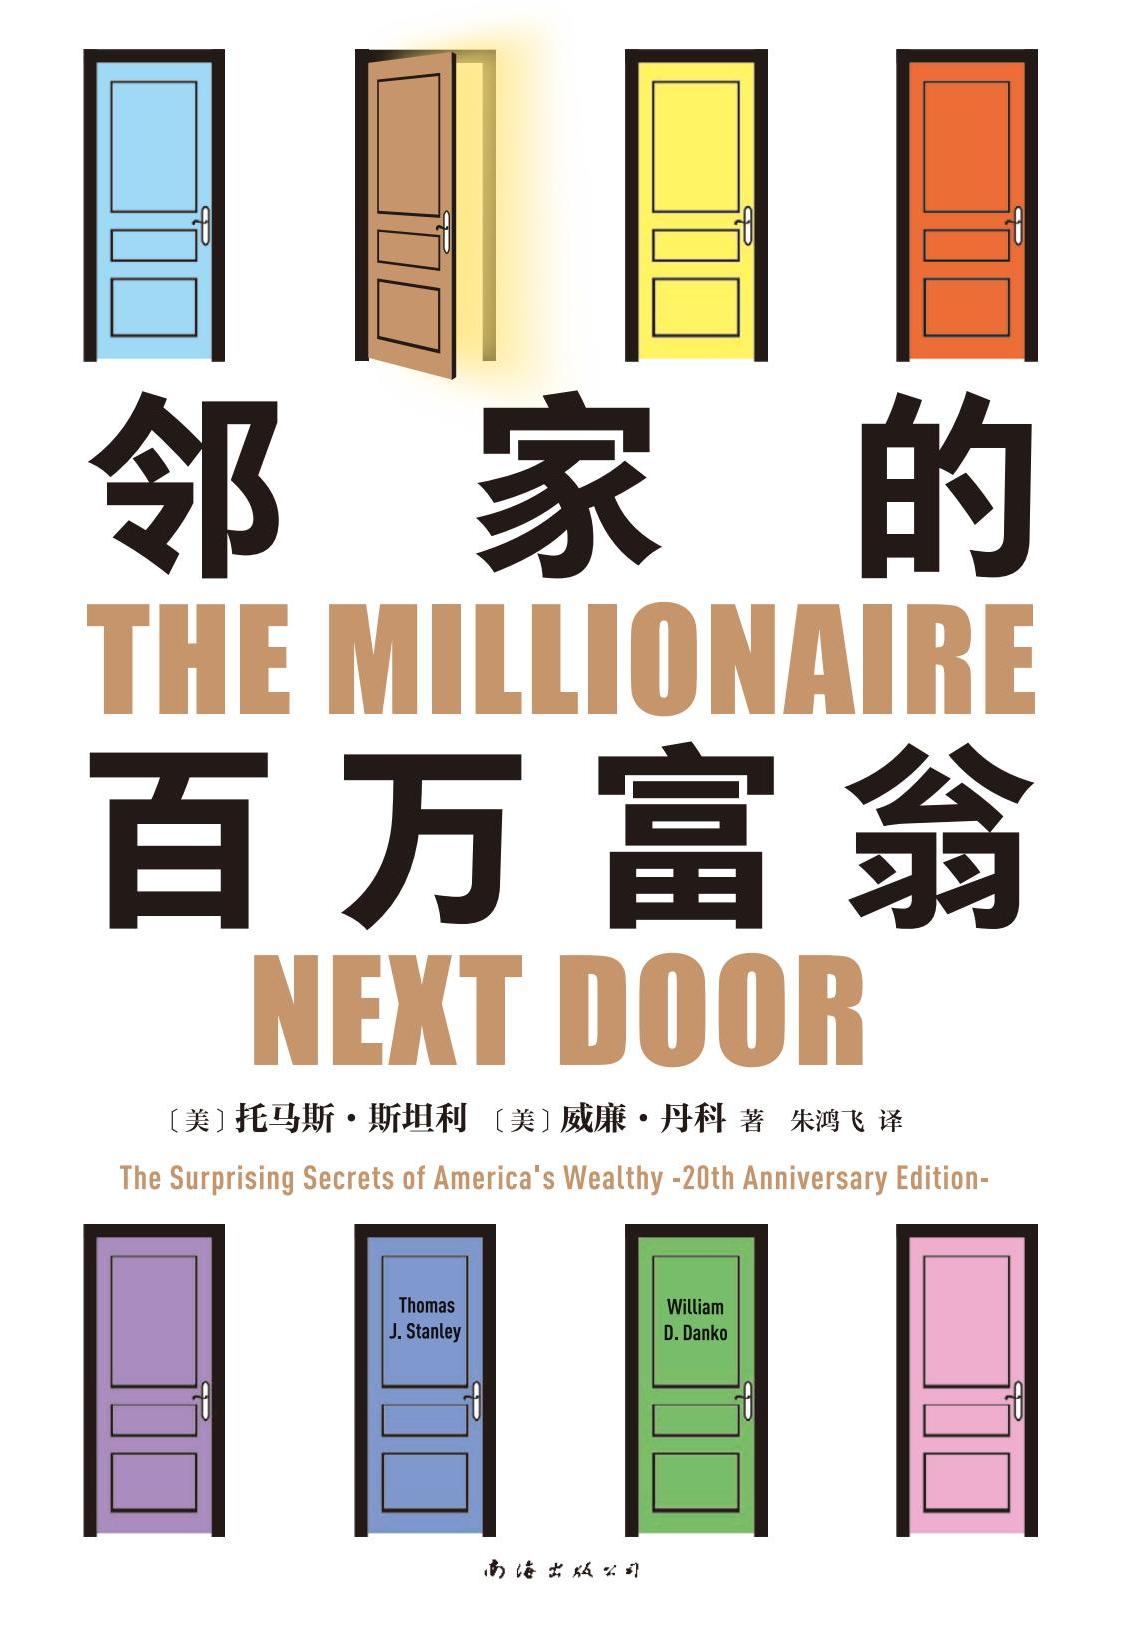 邻家的
THE MILLIONAIRE
百万富翁
NEXT DOOR
〔美〕托马斯·斯坦利 〔美〕威廉·丹科 著 朱鸿飞 译
The Surprising Secrets of America's Wealthy -20th Anniversary Edition-
Thomas
J. Stanley
William
D. Danko
南海出版公司